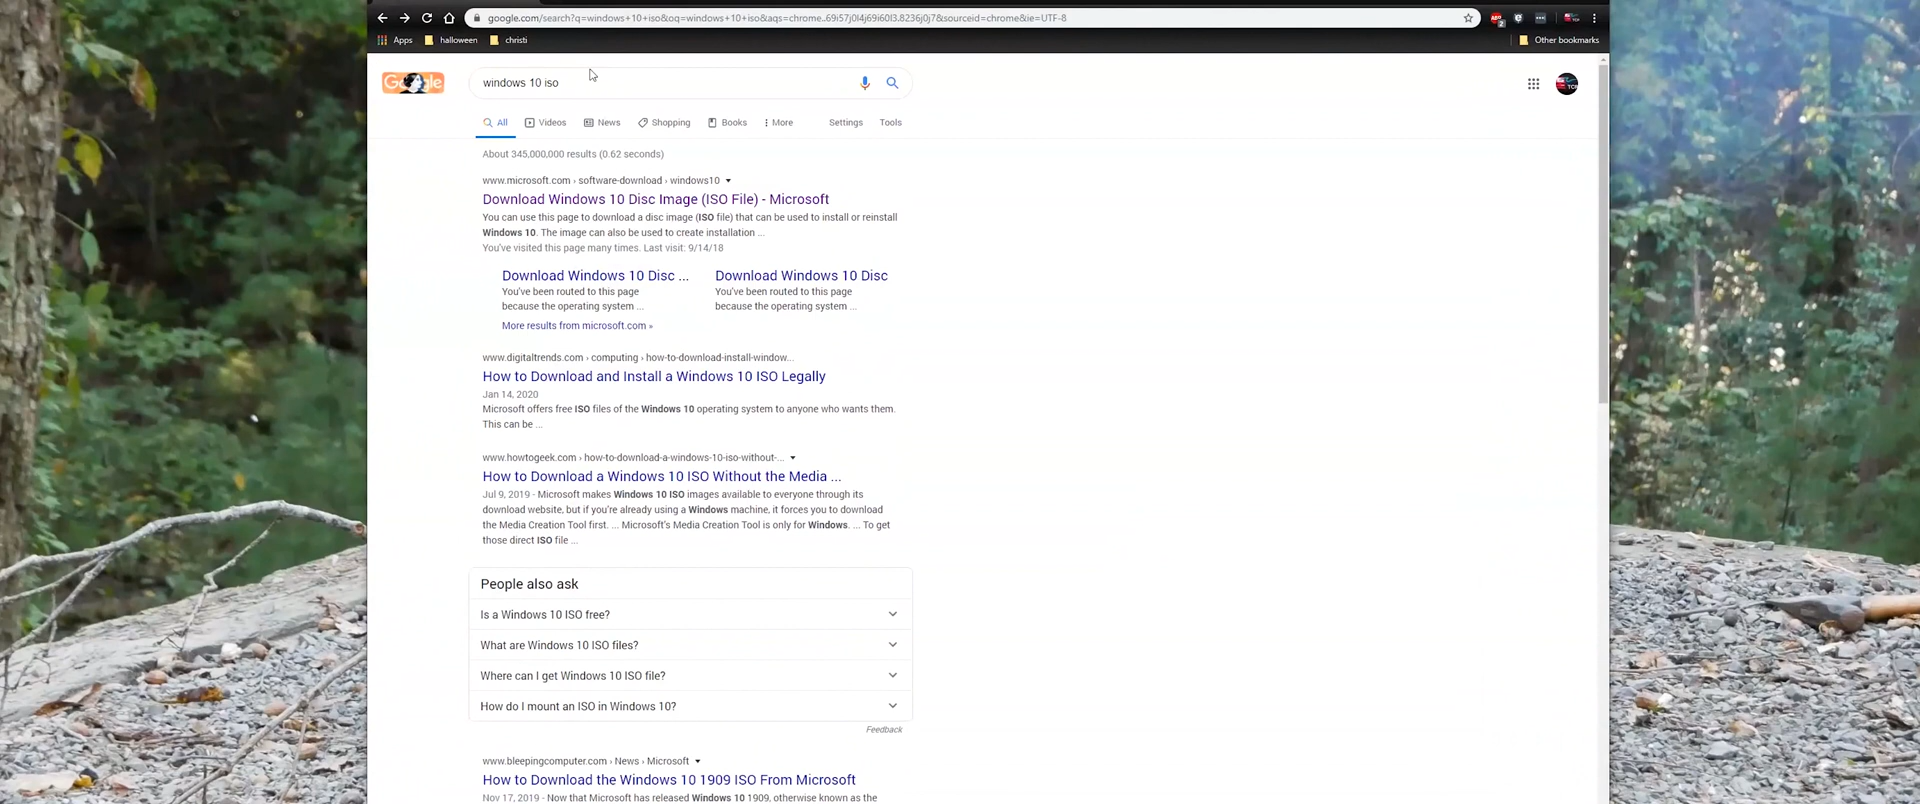 google.com/search?q=windows+10+iso&oq=windows+10+iso&aqs=chrome..69i57j0l4j69i60l3.8236j0j7&sourceid=chrome&ie=UTF-8
Apps halloween christi Other bookmarks
Google windows 10 iso
All Videos News Shopping Books More Settings Tools
About 345,000,000 results (0.62 seconds)
www.microsoft.com › software-download › windows10
Download Windows 10 Disc Image (ISO File) - Microsoft
You can use this page to download a disc image (ISO file) that can be used to install or reinstall
Windows 10. The image can also be used to create installation ...
You've visited this page many times. Last visit: 9/14/18
Download Windows 10 Disc ... Download Windows 10 Disc
You've been routed to this page You've been routed to this page
because the operating system ... because the operating system ...
More results from microsoft.com »
www.digitaltrends.com › computing › how-to-download-install-window...
How to Download and Install a Windows 10 ISO Legally
Jan 14, 2020
Microsoft offers free ISO files of the Windows 10 operating system to anyone who wants them.
This can be ...
www.howtogeek.com › how-to-download-a-windows-10-iso-without-...
How to Download a Windows 10 ISO Without the Media ...
Jul 9, 2019 - Microsoft makes Windows 10 ISO images available to everyone through its
download website, but if you're already using a Windows machine, it forces you to download
the Media Creation Tool first. ... Microsoft's Media Creation Tool is only for Windows. ... To get
those direct ISO file ...
People also ask
Is a Windows 10 ISO free?
What are Windows 10 ISO files?
Where can I get Windows 10 ISO file?
How do I mount an ISO in Windows 10?
Feedback
www.bleepingcomputer.com › News › Microsoft
How to Download the Windows 10 1909 ISO From Microsoft
Nov 17, 2019 - Now that Microsoft has released Windows 10 1909, otherwise known as the